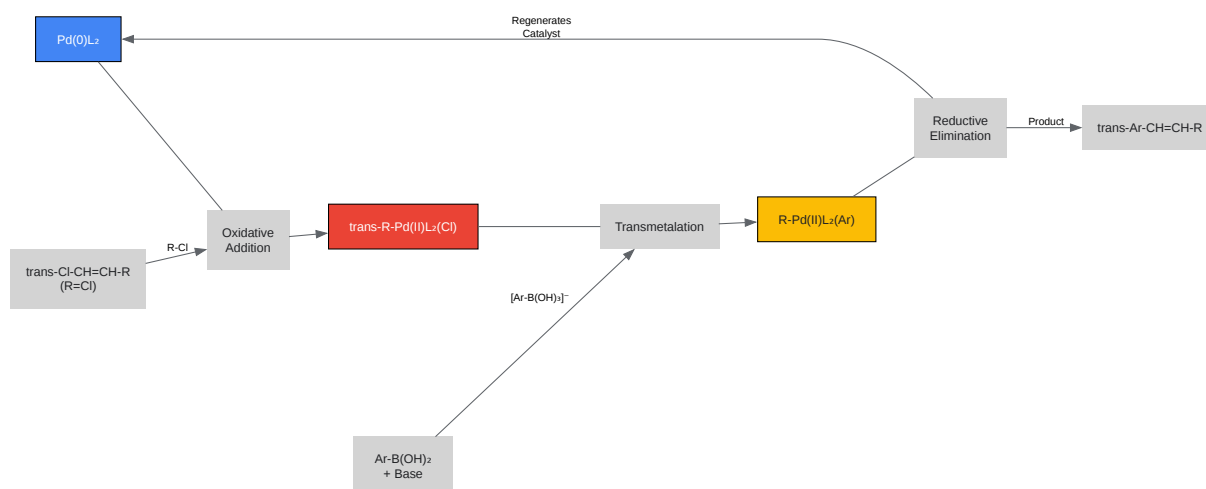 Regenerates
Catalyst
Pd(0)L₂
Reductive
Elimination
Product
trans-Ar-CH=CH-R
Oxidative
Addition
trans-R-Pd(II)L₂(Cl)
Transmetalation
R-Pd(II)L₂(Ar)
R-Cl
trans-Cl-CH=CH-R
(R=Cl)
[Ar-B(OH)₃]⁻
Ar-B(OH)₂
+ Base